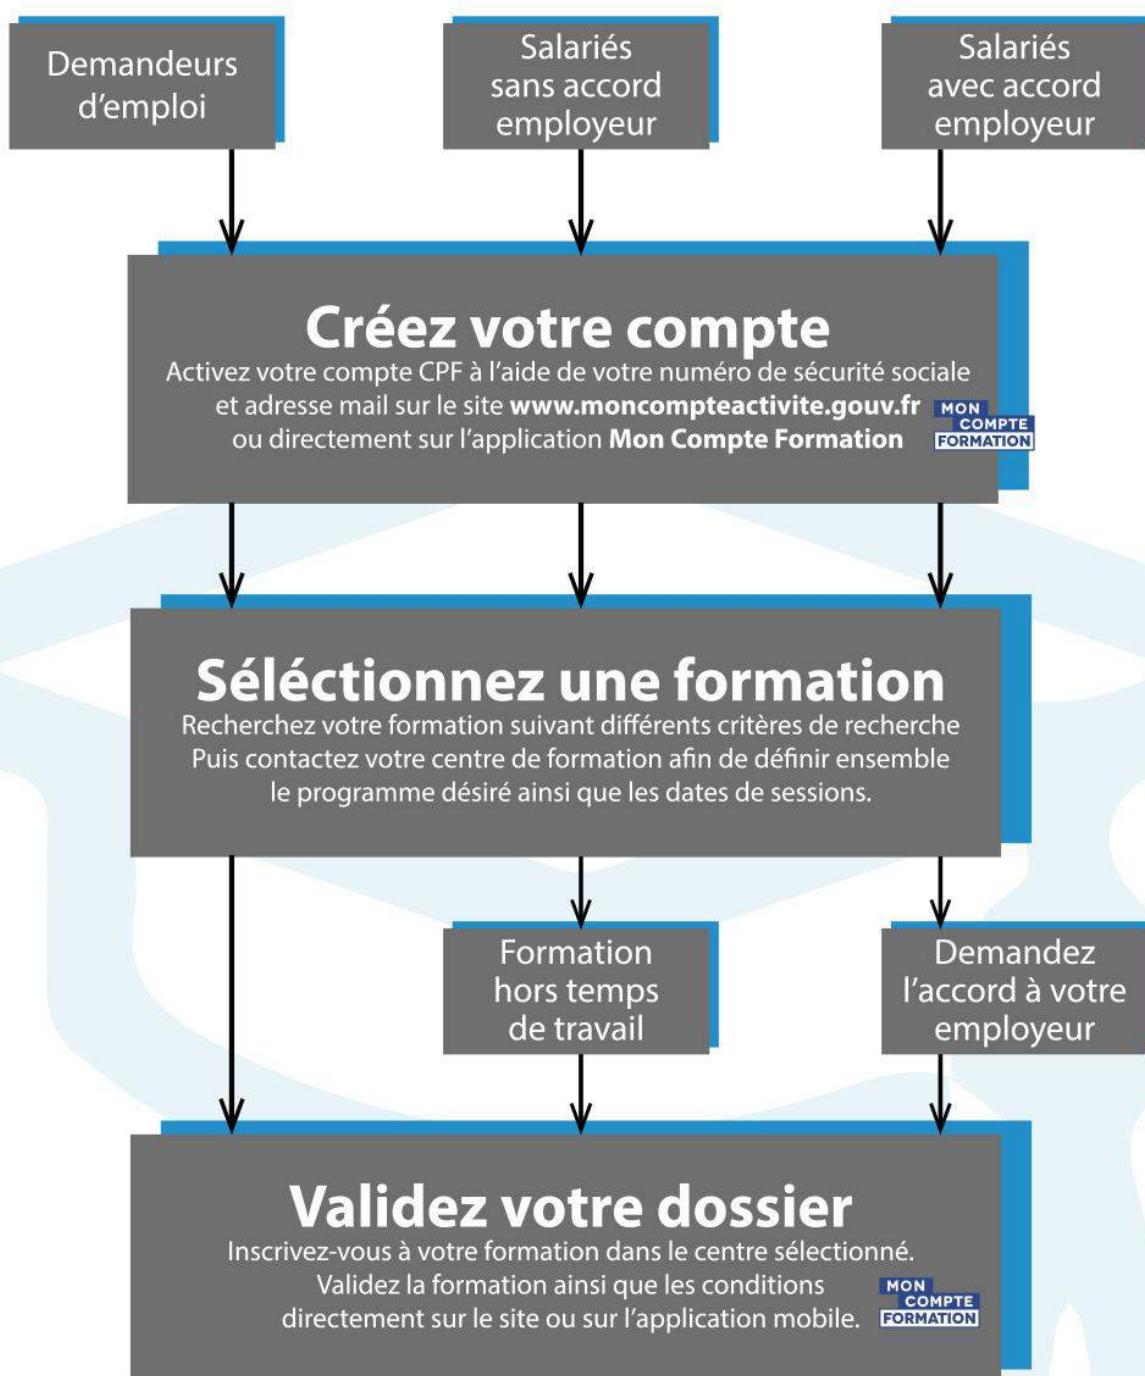 Demandeurs
d'emploi
Salariés
sans accord
employeur
Salariés
avec accord
employeur
Créez votre compte
Activez votre compte CPF à l'aide de votre numéro de sécurité sociale
et adresse mail sur le site www.moncompteactivite.gouv.fr
ou directement sur l'application Mon Compte Formation
MON
COMPTE
FORMATION
Séléctionnez une formation
Recherchez votre formation suivant différents critères de recherche
Puis contactez votre centre de formation afin de définir ensemble
le programme désiré ainsi que les dates de sessions.
Formation
hors temps
de travail
Demandez
l'accord à votre
employeur
Validez votre dossier
Inscrivez-vous à votre formation dans le centre sélectionné.
Validez la formation ainsi que les conditions
directement sur le site ou sur l'application mobile.
MON
COMPTE
FORMATION